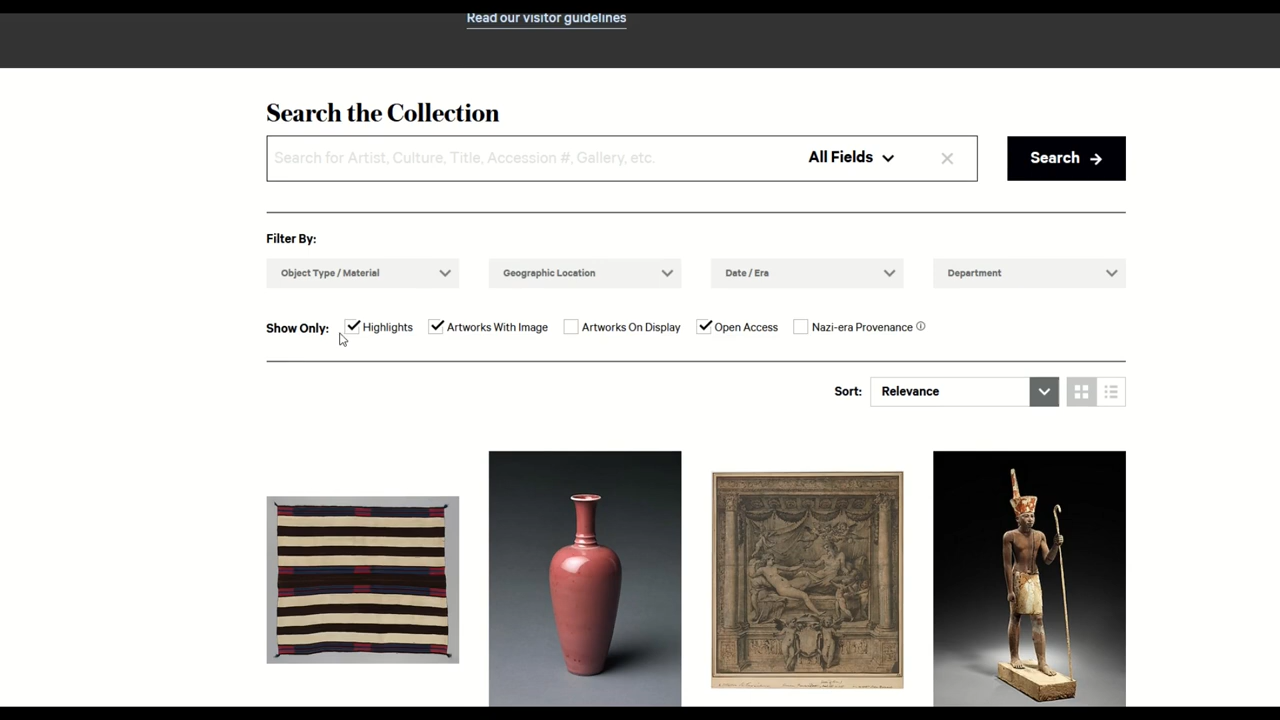 Read our visitor guidelines
Search the Collection
Search for Artist, Culture, Title, Accession #, Gallery, etc.
All Fields
Search
Filter By:
Object Type / Material
Geographic Location
Date / Era
Department
Show Only:
Highlights
Artworks With Image
Artworks On Display
Open Access
Nazi-era Provenance
Sort:
Relevance